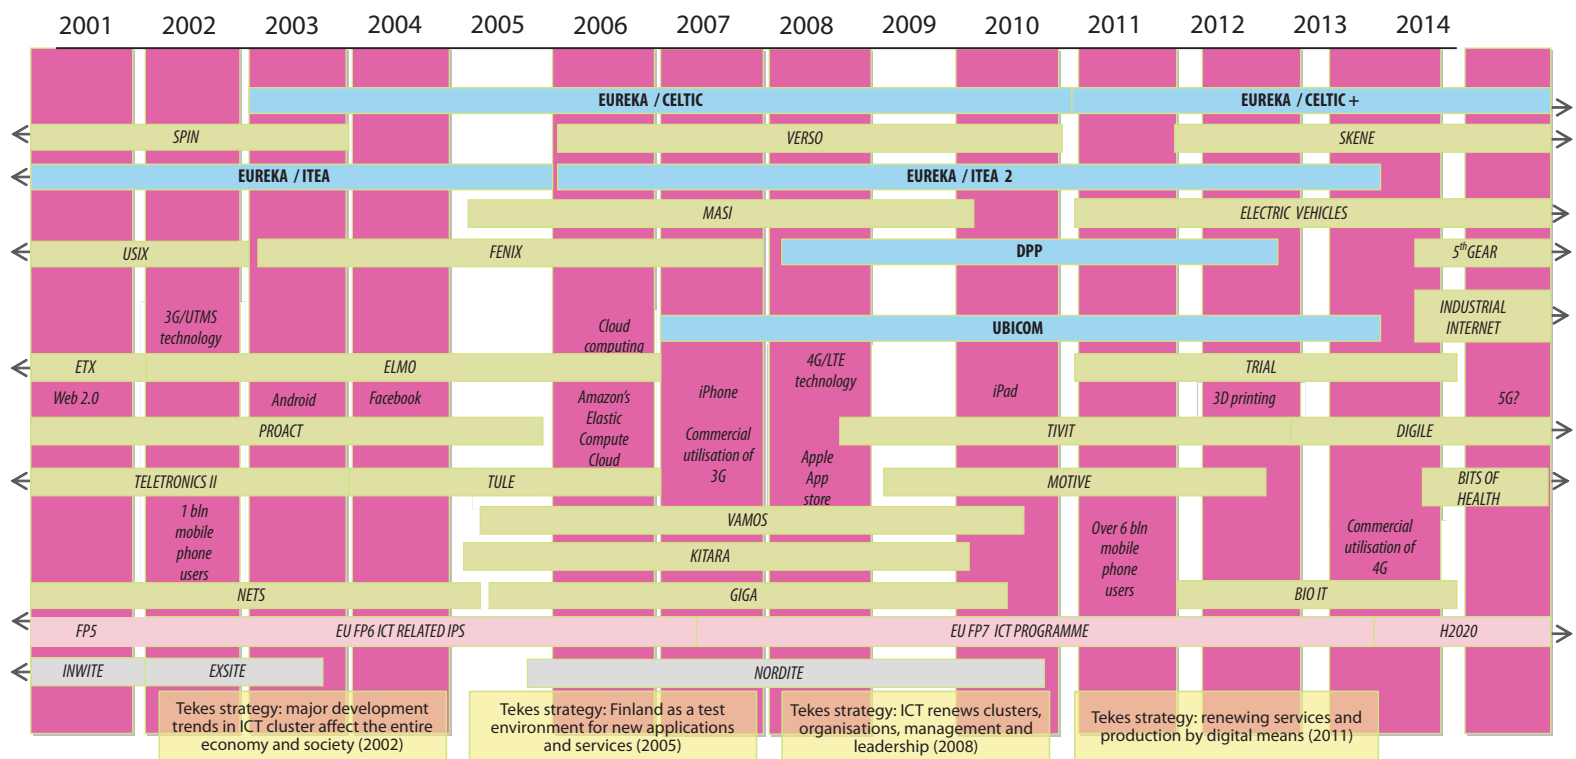 2001 2002 2003 2004 2005 2006 2007 2008 2009 2010 2011 2012 2013 2014
EUREKA / CELTIC EUREKA / CELTIC +
SPIN VERSO SKENE
EUREKA / ITEA EUREKA / ITEA 2
MASI ELECTRIC VEHICLES
USIX FENIX DPP 5th GEAR
3G/UTMS
technology
Cloud
computing
UBICOM
INDUSTRIAL
INTERNET
ETX ELMO
4G/LTE
technology
TRIAL
Web 2.0 Android Facebook
Amazon's
Elastic
Compute
Cloud
iPhone
Commercial
utilisation of
3G
iPad
3D printing
5G?
PROACT TIVIT DIGILE
Apple
App
store
TELETRONICS II TULE MOTIVE
BITS OF
HEALTH
1 bln
mobile
phone
users
VAMOS
Over 6 bln
mobile
phone
users
Commercial
utilisation of
4G
KITARA
NETS GIGA BIO IT
FP5 EU FP6 ICT RELATED IPS EU FP7 ICT PROGRAMME H2020
INWITE EXSITE NORDITE
Tekes strategy: major development
trends in ICT cluster affect the entire
economy and society (2002)
Tekes strategy: Finland as a test
environment for new applications
and services (2005)
Tekes strategy: ICT renews clusters,
organisations, management and
leadership (2008)
Tekes strategy: renewing services and
production by digital means (2011)